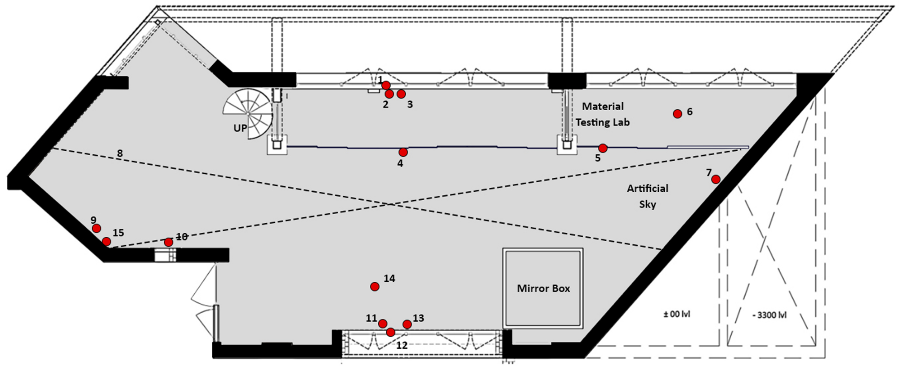 1
2
3
UP
Material
Testing Lab
6
4
5
8
7
Artificial
Sky
9
15
10
14
Mirror Box
11
13
12
±00 lvl
- 3300 lvl